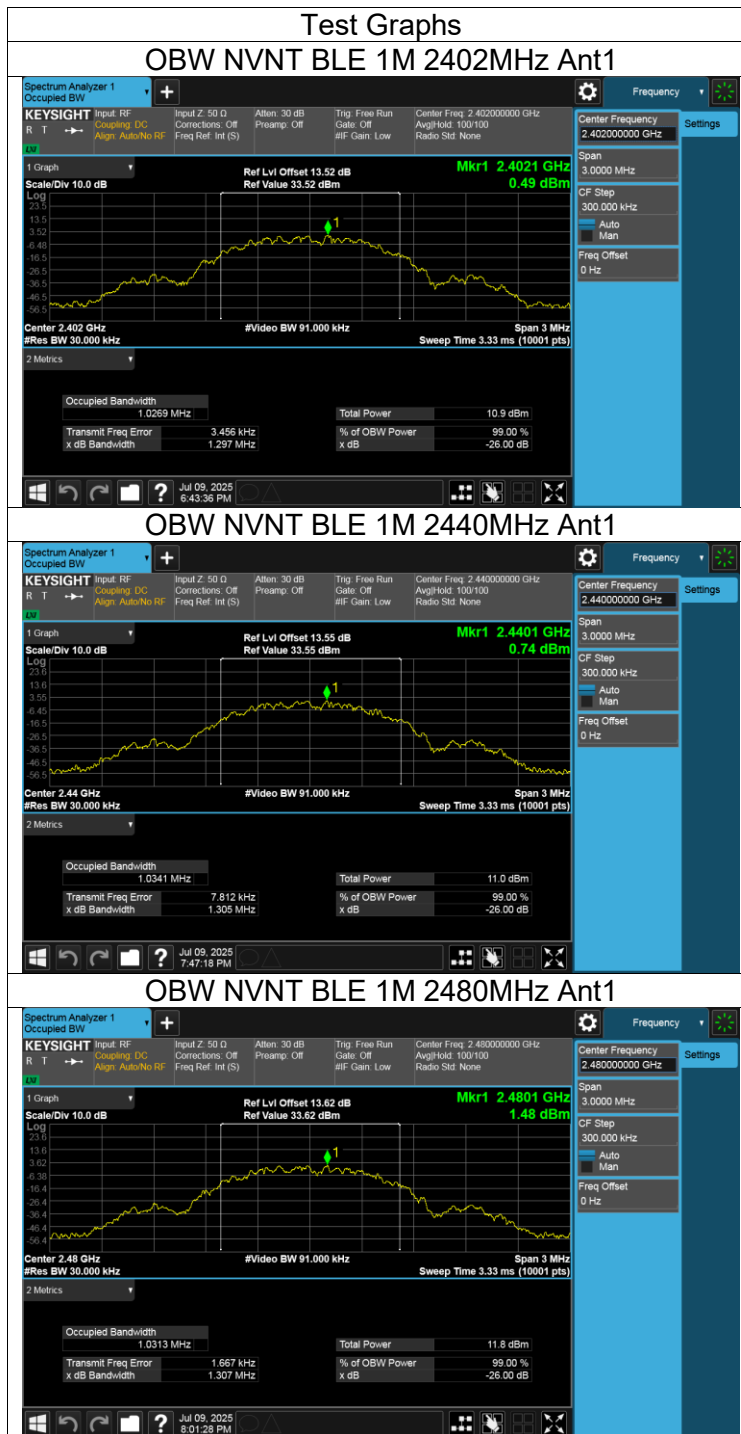 Test Graphs
OBW NVNT BLE 1M 2402MHz Ant1
Spectrum Analyzer 1
Occupied BW
Frequency
KEYSIGHT
R T
LXI
Input: RF
Coupling: DC
Align: Auto/No RF
Input Z: 50 Ω
Corrections: Off
Freq Ref: Int (S)
Atten: 30 dB
Preamp: Off
Trig: Free Run
Gate: Off
#IF Gain: Low
Center Freq: 2.402000000 GHz
Avg|Hold: 100/100
Radio Std: None
Center Frequency
2.402000000 GHz
Settings
Span
3.0000 MHz
CF Step
300.000 kHz
Auto
Man
Freq Offset
0 Hz
1 Graph
Scale/Div 10.0 dB
Ref Lvl Offset 13.52 dB
Ref Value 33.52 dBm
Mkr1 2.4021 GHz
0.49 dBm
Log
23.5
13.5
3.52
-6.48
-16.5
-26.5
-36.5
-46.5
-56.5
1
Center 2.402 GHz
#Res BW 30.000 kHz
#Video BW 91.000 kHz
Span 3 MHz
Sweep Time 3.33 ms (10001 pts)
2 Metrics
Occupied Bandwidth
1.0269 MHz
Total Power 10.9 dBm
Transmit Freq Error 3.456 kHz
% of OBW Power 99.00 %
x dB Bandwidth 1.297 MHz
x dB -26.00 dB
Jul 09, 2025
6:43:36 PM
OBW NVNT BLE 1M 2440MHz Ant1
Spectrum Analyzer 1
Occupied BW
Frequency
KEYSIGHT
R T
LXI
Input: RF
Coupling: DC
Align: Auto/No RF
Input Z: 50 Ω
Corrections: Off
Freq Ref: Int (S)
Atten: 30 dB
Preamp: Off
Trig: Free Run
Gate: Off
#IF Gain: Low
Center Freq: 2.440000000 GHz
Avg|Hold: 100/100
Radio Std: None
Center Frequency
2.440000000 GHz
Settings
Span
3.0000 MHz
CF Step
300.000 kHz
Auto
Man
Freq Offset
0 Hz
1 Graph
Scale/Div 10.0 dB
Ref Lvl Offset 13.55 dB
Ref Value 33.55 dBm
Mkr1 2.4401 GHz
0.74 dBm
Log
23.6
13.6
3.55
-6.45
-16.5
-26.5
-36.5
-46.5
-56.5
1
Center 2.44 GHz
#Res BW 30.000 kHz
#Video BW 91.000 kHz
Span 3 MHz
Sweep Time 3.33 ms (10001 pts)
2 Metrics
Occupied Bandwidth
1.0341 MHz
Total Power 11.0 dBm
Transmit Freq Error 7.812 kHz
% of OBW Power 99.00 %
x dB Bandwidth 1.305 MHz
x dB -26.00 dB
Jul 09, 2025
7:47:18 PM
OBW NVNT BLE 1M 2480MHz Ant1
Spectrum Analyzer 1
Occupied BW
Frequency
KEYSIGHT
R T
LXI
Input: RF
Coupling: DC
Align: Auto/No RF
Input Z: 50 Ω
Corrections: Off
Freq Ref: Int (S)
Atten: 30 dB
Preamp: Off
Trig: Free Run
Gate: Off
#IF Gain: Low
Center Freq: 2.480000000 GHz
Avg|Hold: 100/100
Radio Std: None
Center Frequency
2.480000000 GHz
Settings
Span
3.0000 MHz
CF Step
300.000 kHz
Auto
Man
Freq Offset
0 Hz
1 Graph
Scale/Div 10.0 dB
Ref Lvl Offset 13.62 dB
Ref Value 33.62 dBm
Mkr1 2.4801 GHz
1.48 dBm
Log
23.6
13.6
3.62
-6.38
-16.4
-26.4
-36.4
-46.4
-56.4
1
Center 2.48 GHz
#Res BW 30.000 kHz
#Video BW 91.000 kHz
Span 3 MHz
Sweep Time 3.33 ms (10001 pts)
2 Metrics
Occupied Bandwidth
1.0313 MHz
Total Power 11.8 dBm
Transmit Freq Error 1.667 kHz
% of OBW Power 99.00 %
x dB Bandwidth 1.307 MHz
x dB -26.00 dB
Jul 09, 2025
8:01:28 PM